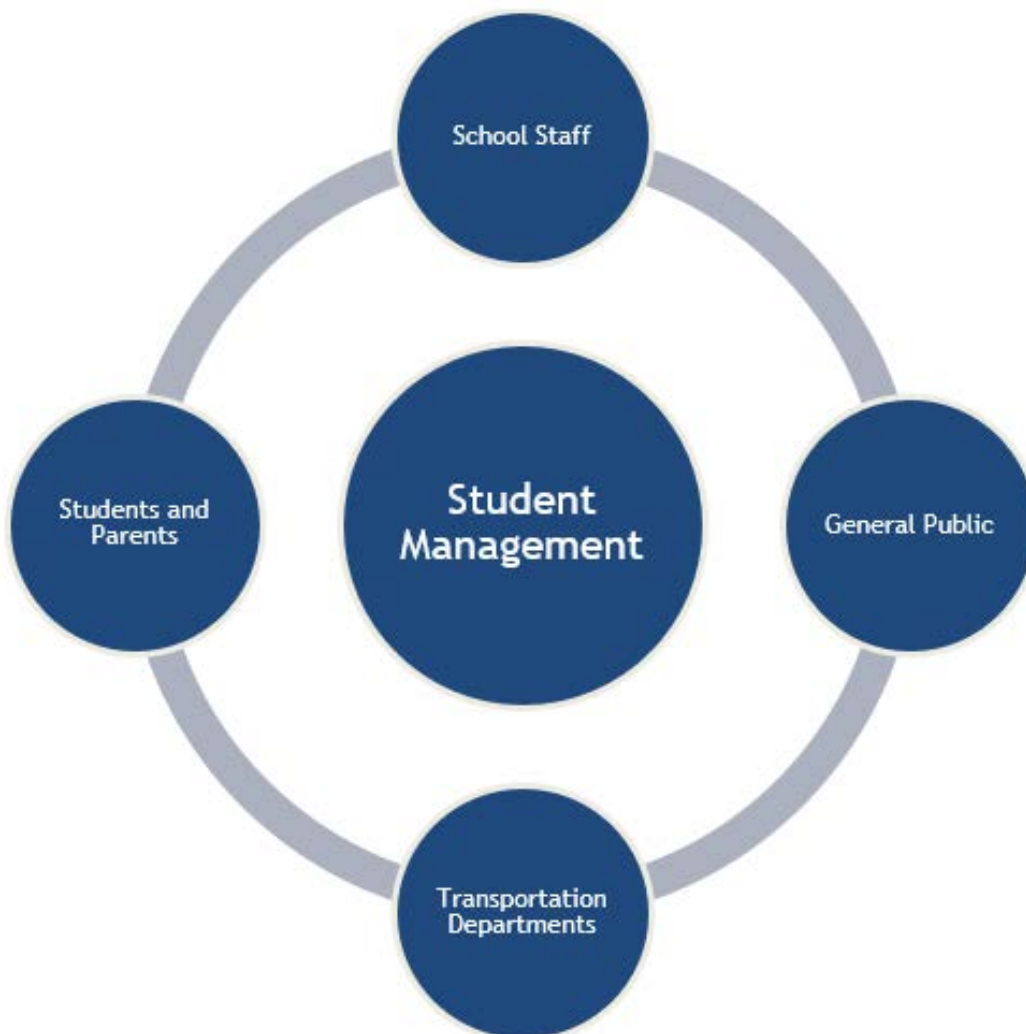 School Staff
Students and
Parents
Student
Management
General Public
Transportation
Departments